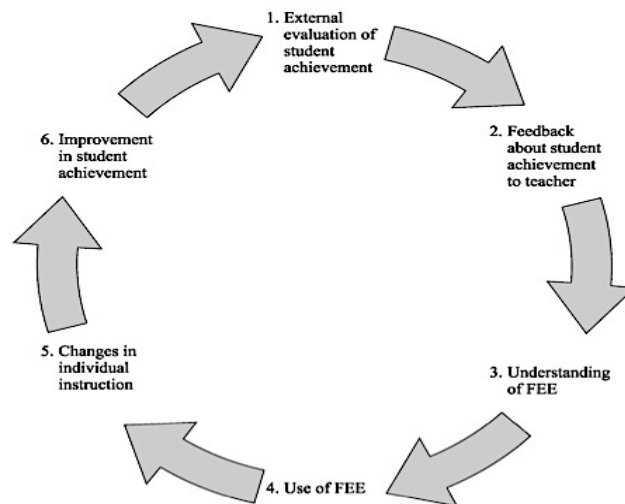 1. External
evaluation of
student
achievement
2. Feedback
about student
achievement
to teacher
3. Understanding
of FEE
4. Use of FEE
5. Changes in
individual
instruction
6. Improvement
in student
achievement